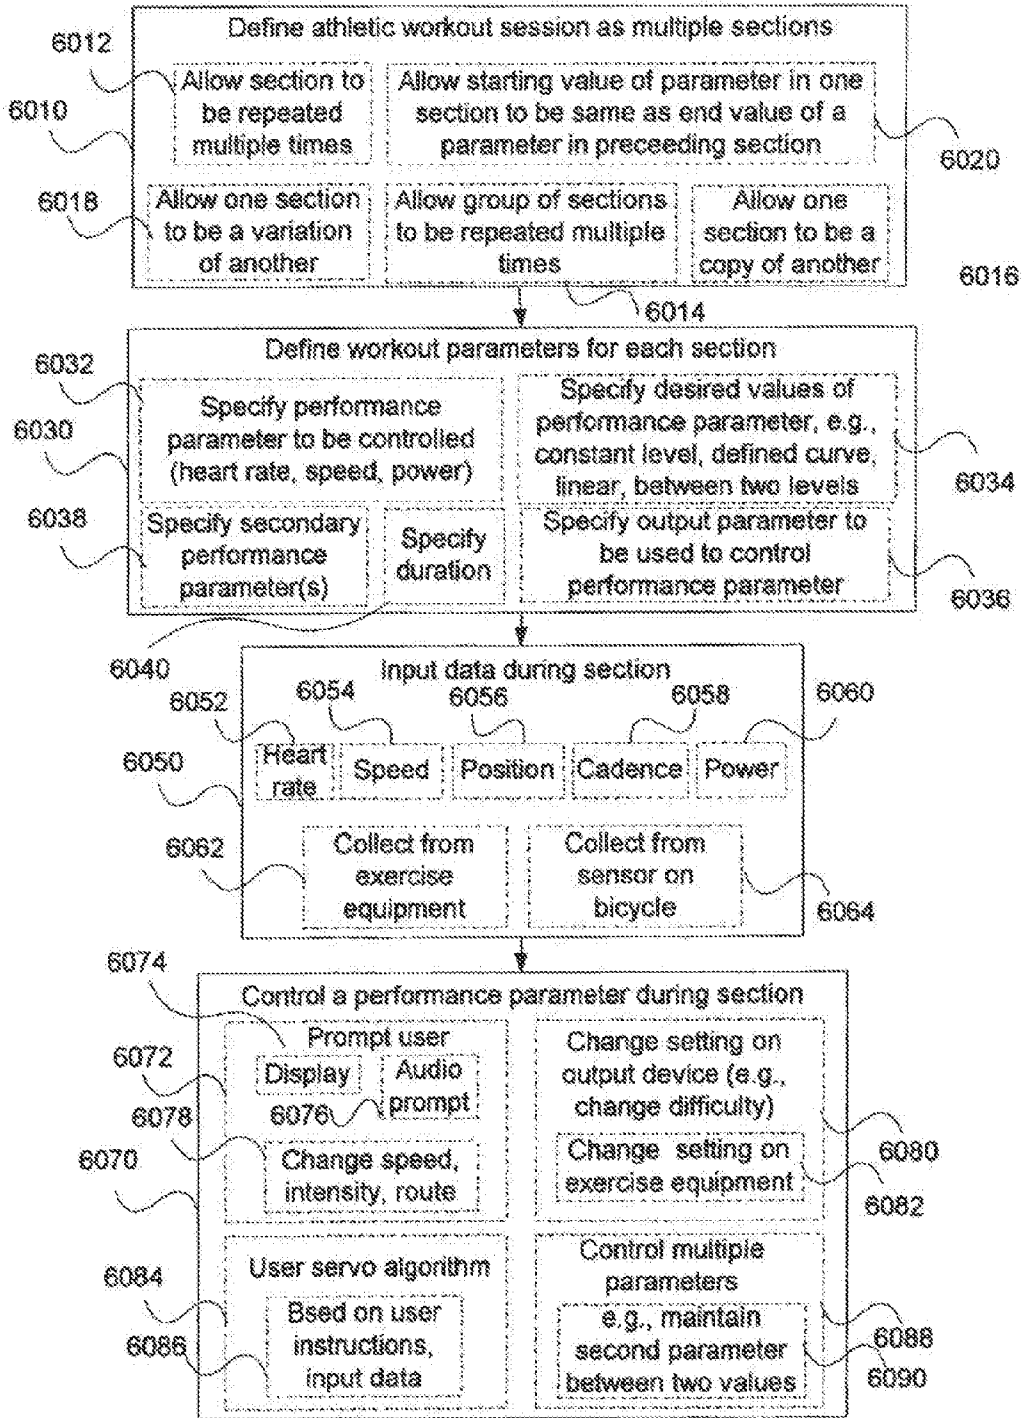 Define athletic workout session as multiple sections
6012
Allow section to
be repeated
multiple times
Allow starting value of parameter in one
section to be same as end value of a
parameter in preceeding section
6010
6020
6018
Allow one section
to be a variation
of another
Allow group of sections
to be repeated multiple
times
Allow one
section to be a
copy of another
6016
6014
Define workout parameters for each section
6032
Specify performance
parameter to be controlled
(heart rate, speed, power)
Specify desired values of
performance parameter, e.g.,
constant level, defined curve,
linear, between two levels
6030
6034
6038
Specify secondary
performance
parameter(s)
Specify
duration
Specify output parameter to
be used to control
performance parameter
6036
6040
Input data during section
6052
6054
6056
6058
6060
6050
Heart
rate
Speed
Position
Cadence
Power
6062
Collect from
exercise
equipment
Collect from
sensor on
bicycle
6064
6074
Control a performance parameter during section
Prompt user
6072
Display
Audio
prompt
6076
Change setting on
output device (e.g.,
change difficulty)
6078
6070
Change speed,
intensity, route
Change setting on
exercise equipment
6080
6082
6084
User servo algorithm
Control multiple
parameters
6086
Bsed on user
instructions,
input data
e.g., maintain
second parameter
between two values
6088
6090